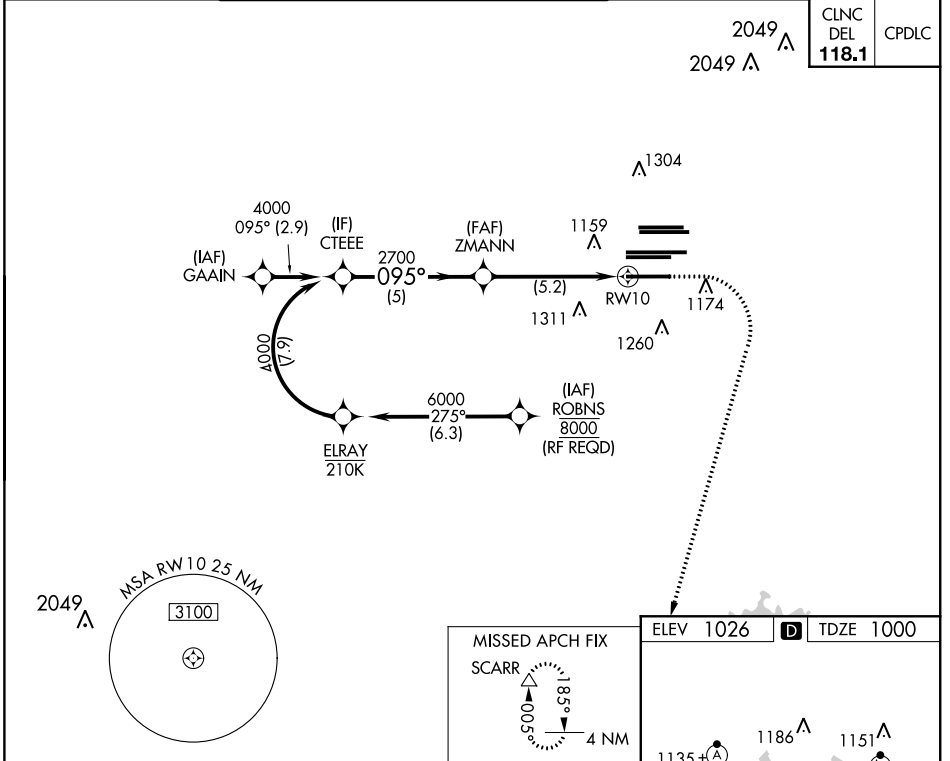 CLNC
DEL
118.1
CPDLC
2049
2049
1304
4000
095° (2.9)
(IF)
CTEEE
(FAF)
ZMANN
1159
(IAF)
GAAIN
2700
095°
(5)
(5.2)
RW10
1174
1311
1260
4000
(7.9)
6000
275°
(6.3)
(IAF)
ROBNS
8000
(RF REQD)
ELRAY
210K
MSA RW10 25 NM
3100
2049
MISSED APCH FIX
SCARR
185°
005°
4 NM
ELEV 1026
D
TDZE 1000
1186
1151
1135±
A